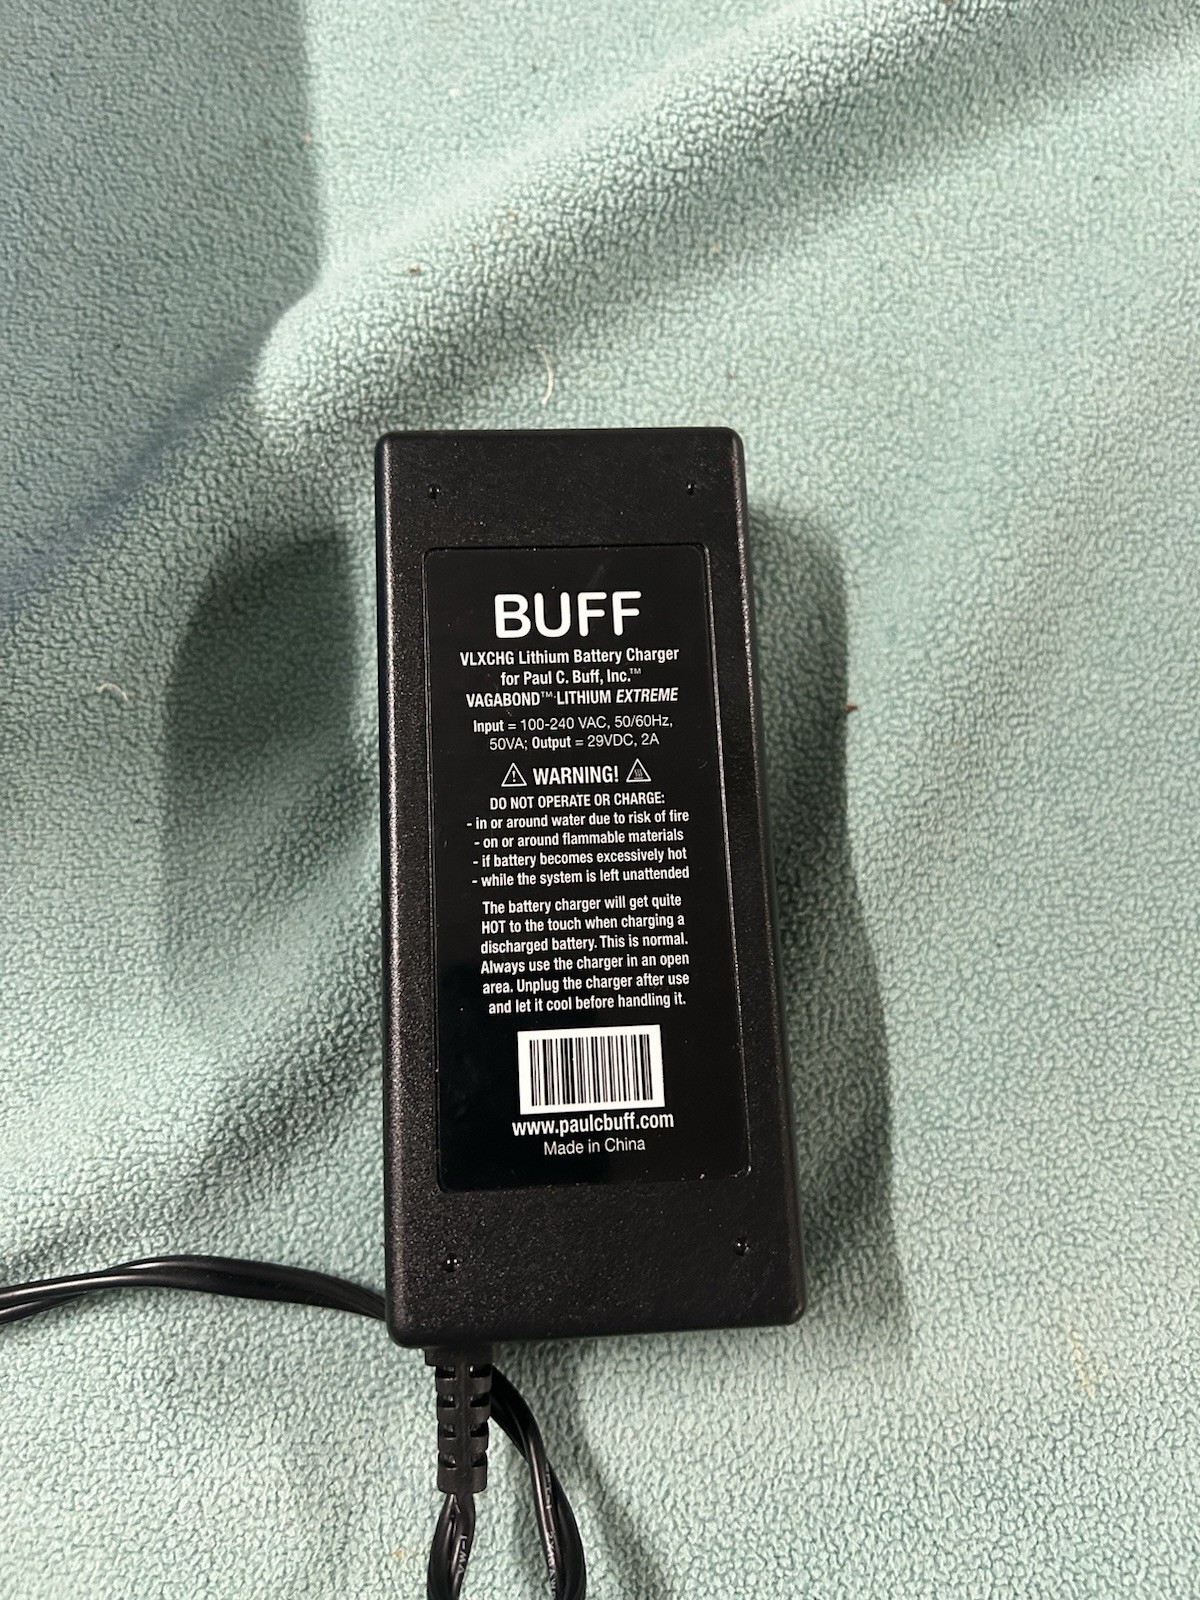 BUFF
VLXCHG Lithium Battery Charger
for Paul C. Buff, Inc.™
VAGABOND™ LITHIUM EXTREME
Input = 100-240 VAC, 50/60Hz,
50VA; Output = 29VDC, 2A
WARNING!
DO NOT OPERATE OR CHARGE:
- in or around water due to risk of fire
- on or around flammable materials
- if battery becomes excessively hot
- while the system is left unattended
The battery charger will get quite
HOT to the touch when charging a
discharged battery. This is normal.
Always use the charger in an open
area. Unplug the charger after use
and let it cool before handling it.
www.paulcbuff.com
Made in China